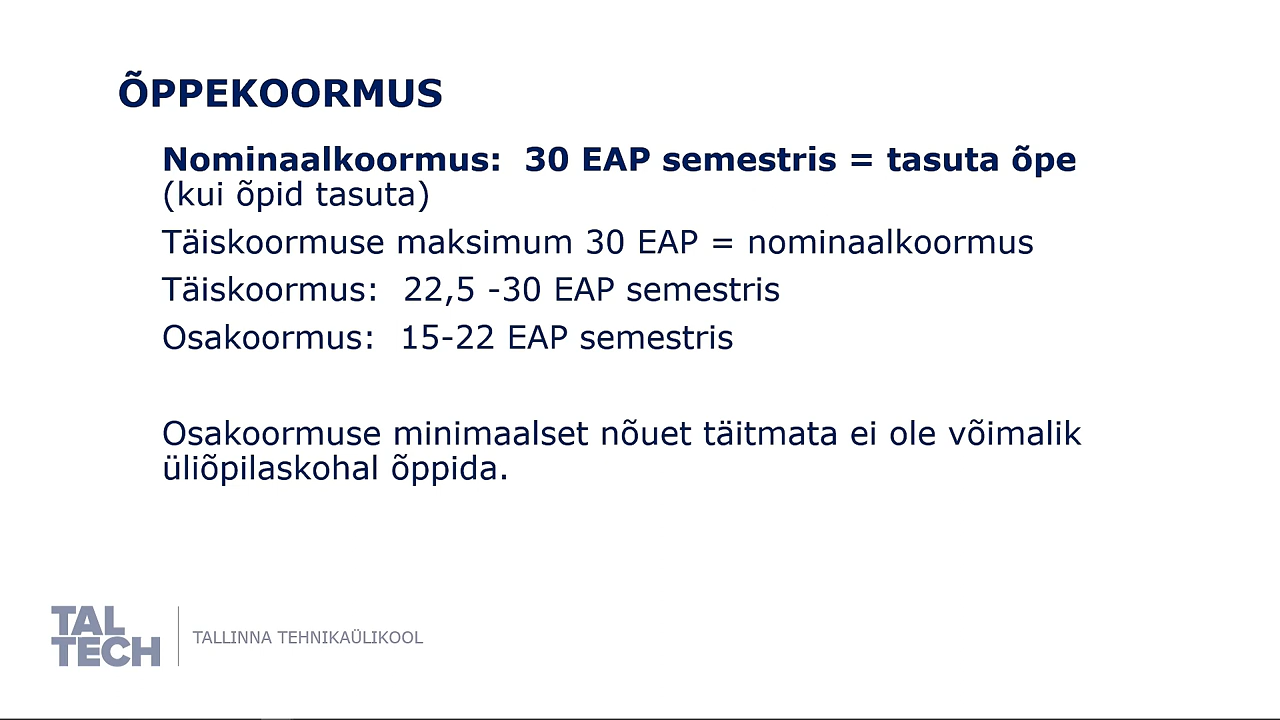 ÕPPEKOORMUS
Nominaalkoormus:  30 EAP semestris = tasuta õpe
(kui õpid tasuta)
Täiskoormuse maksimum 30 EAP = nominaalkoormus
Täiskoormus:  22,5 -30 EAP semestris
Osakoormus:  15-22 EAP semestris
Osakoormuse minimaalset nõuet täitmata ei ole võimalik
üliõpilaskohal õppida.
TAL
TECH
TALLINNA TEHNIKAÜLIKOOL